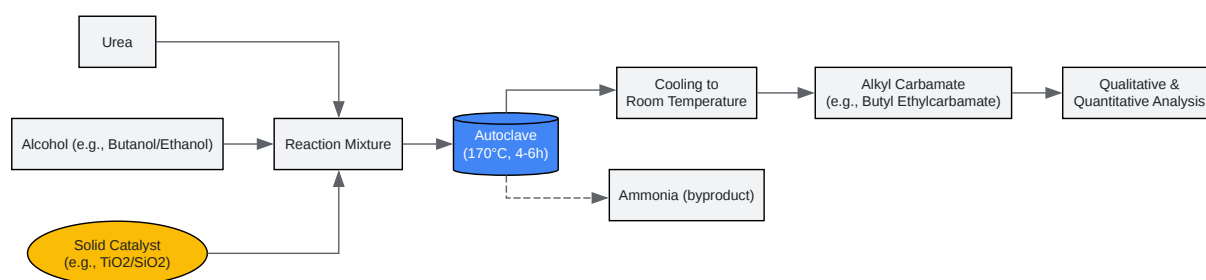 Urea
Alcohol (e.g., Butanol/Ethanol)
Solid Catalyst
(e.g., TiO2/SiO2)
Reaction Mixture
Autoclave
(170°C, 4-6h)
Cooling to
Room Temperature
Ammonia (byproduct)
Alkyl Carbamate
(e.g., Butyl Ethylcarbamate)
Qualitative &
Quantitative Analysis